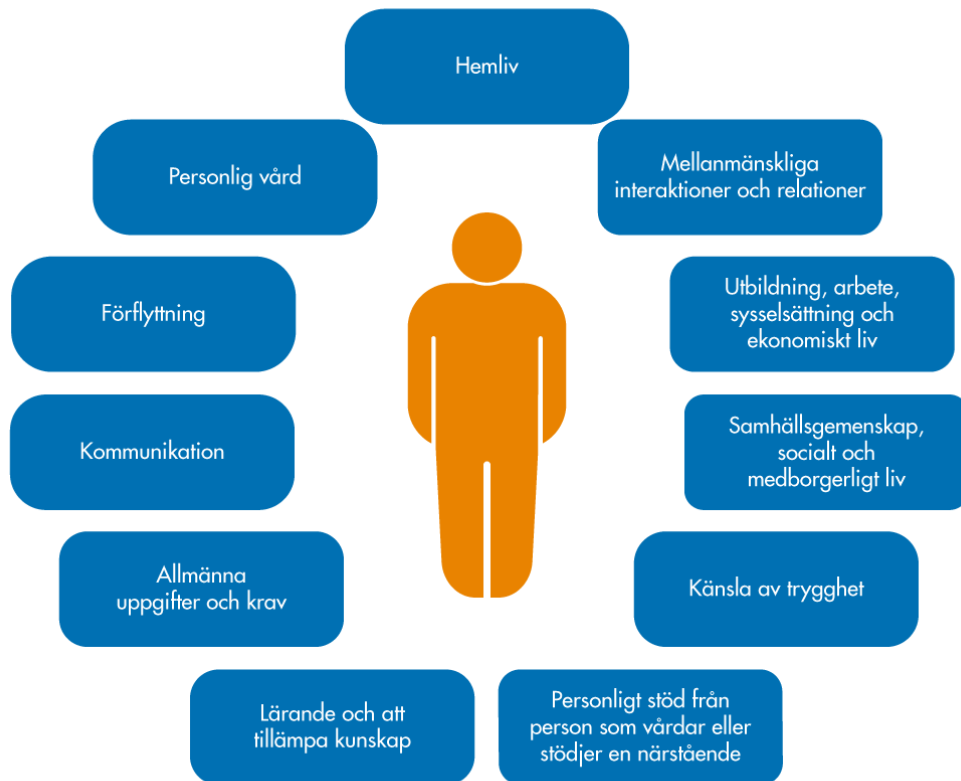 Hemliv
Personlig vård
Mellanmänskliga
interaktioner och relationer
Förflyttning
Utbildning, arbete,
sysselsättning och
ekonomiskt liv
Kommunikation
Samhällsgemenskap,
socialt och
medborgerligt liv
Allmänna
uppgifter och krav
Känsla av trygghet
Lärande och att
tillämpa kunskap
Personligt stöd från
person som vårdar eller
stödjer en närstående